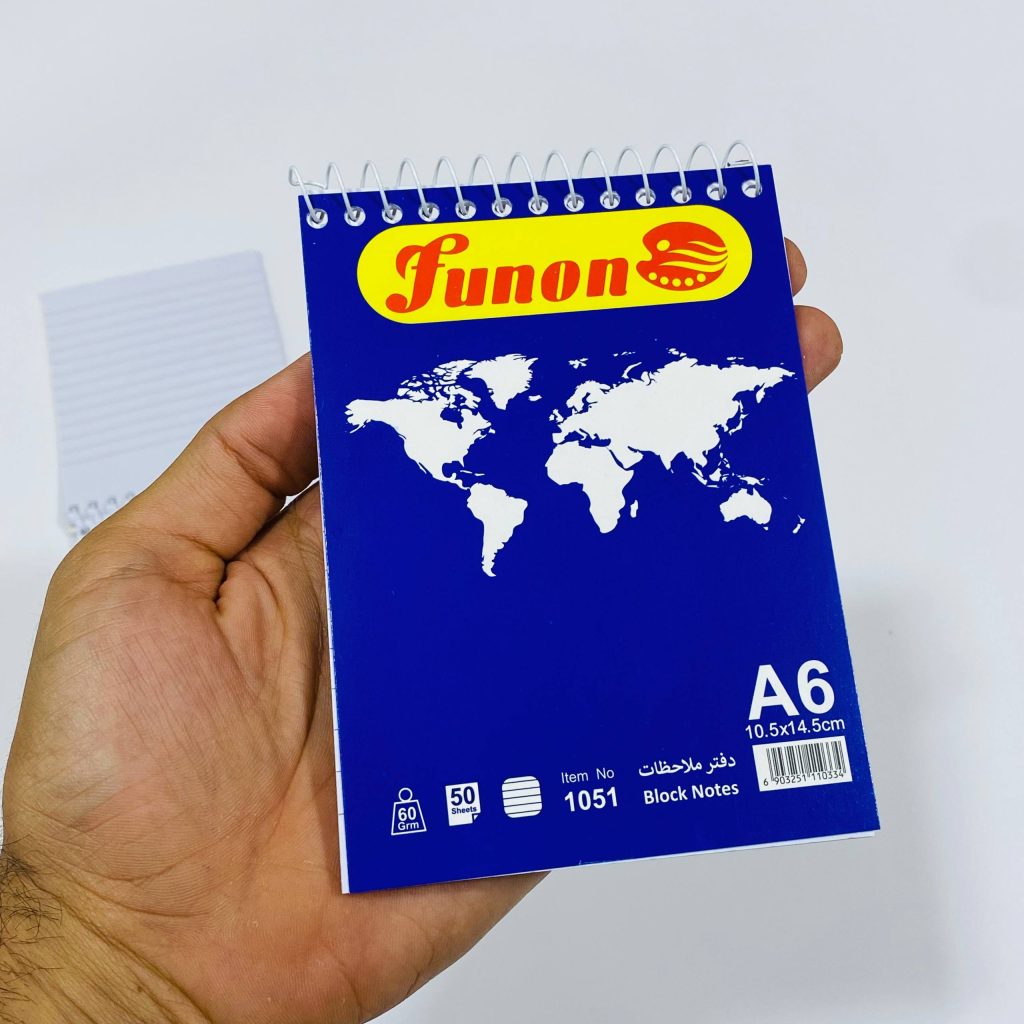 Funon
A6
10.5x14.5cm
6 903251 110334
دفتر ملاحظات
Block Notes
Item No
1051
50
Sheets
60
Grm